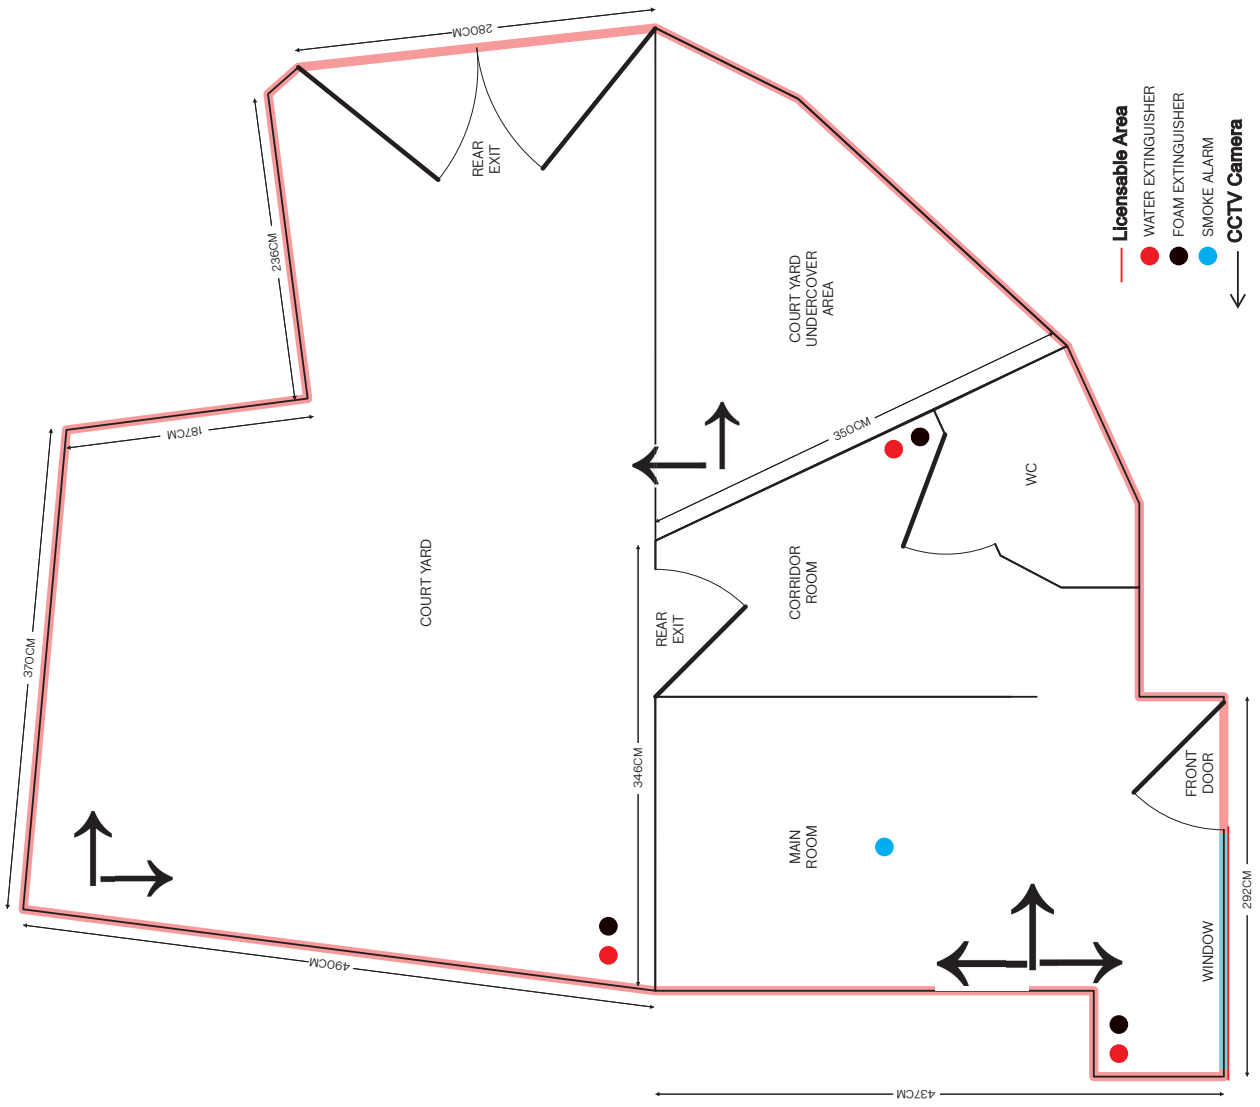 280CM
REAR
EXIT
236CM
187CM
COURT YARD
UNDERCOVER
AREA
350CM
WC
370CM
COURT YARD
CORRIDOR
ROOM
REAR
EXIT
346CM
MAIN
ROOM
FRONT
DOOR
WINDOW
292CM
490CM
437CM
Licensable Area
WATER EXTINGUISHER
FOAM EXTINGUISHER
SMOKE ALARM
CCTV Camera